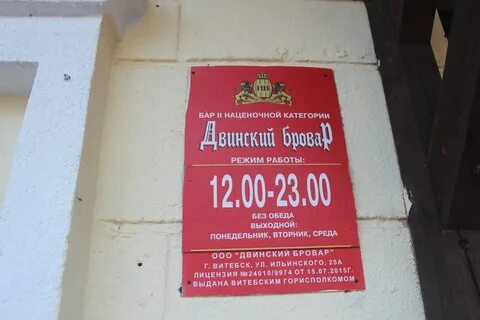 БАР II НАЦЕНОЧНОЙ КАТЕГОРИИ
Двинский бровар
РЕЖИМ РАБОТЫ:
12.00-23.00
БЕЗ ОБЕДА
ВЫХОДНОЙ:
ПОНЕДЕЛЬНИК, ВТОРНИК, СРЕДА
ООО "ДВИНСКИЙ БРОВАР"
Г. ВИТЕБСК, УЛ. ИЛЬИНСКОГО, 25А
ЛИЦЕНЗИЯ №24010/9974 ОТ 15.07.2015Г.
ВЫДАНА ВИТЕБСКИМ ГОРИСПОЛКОМОМ